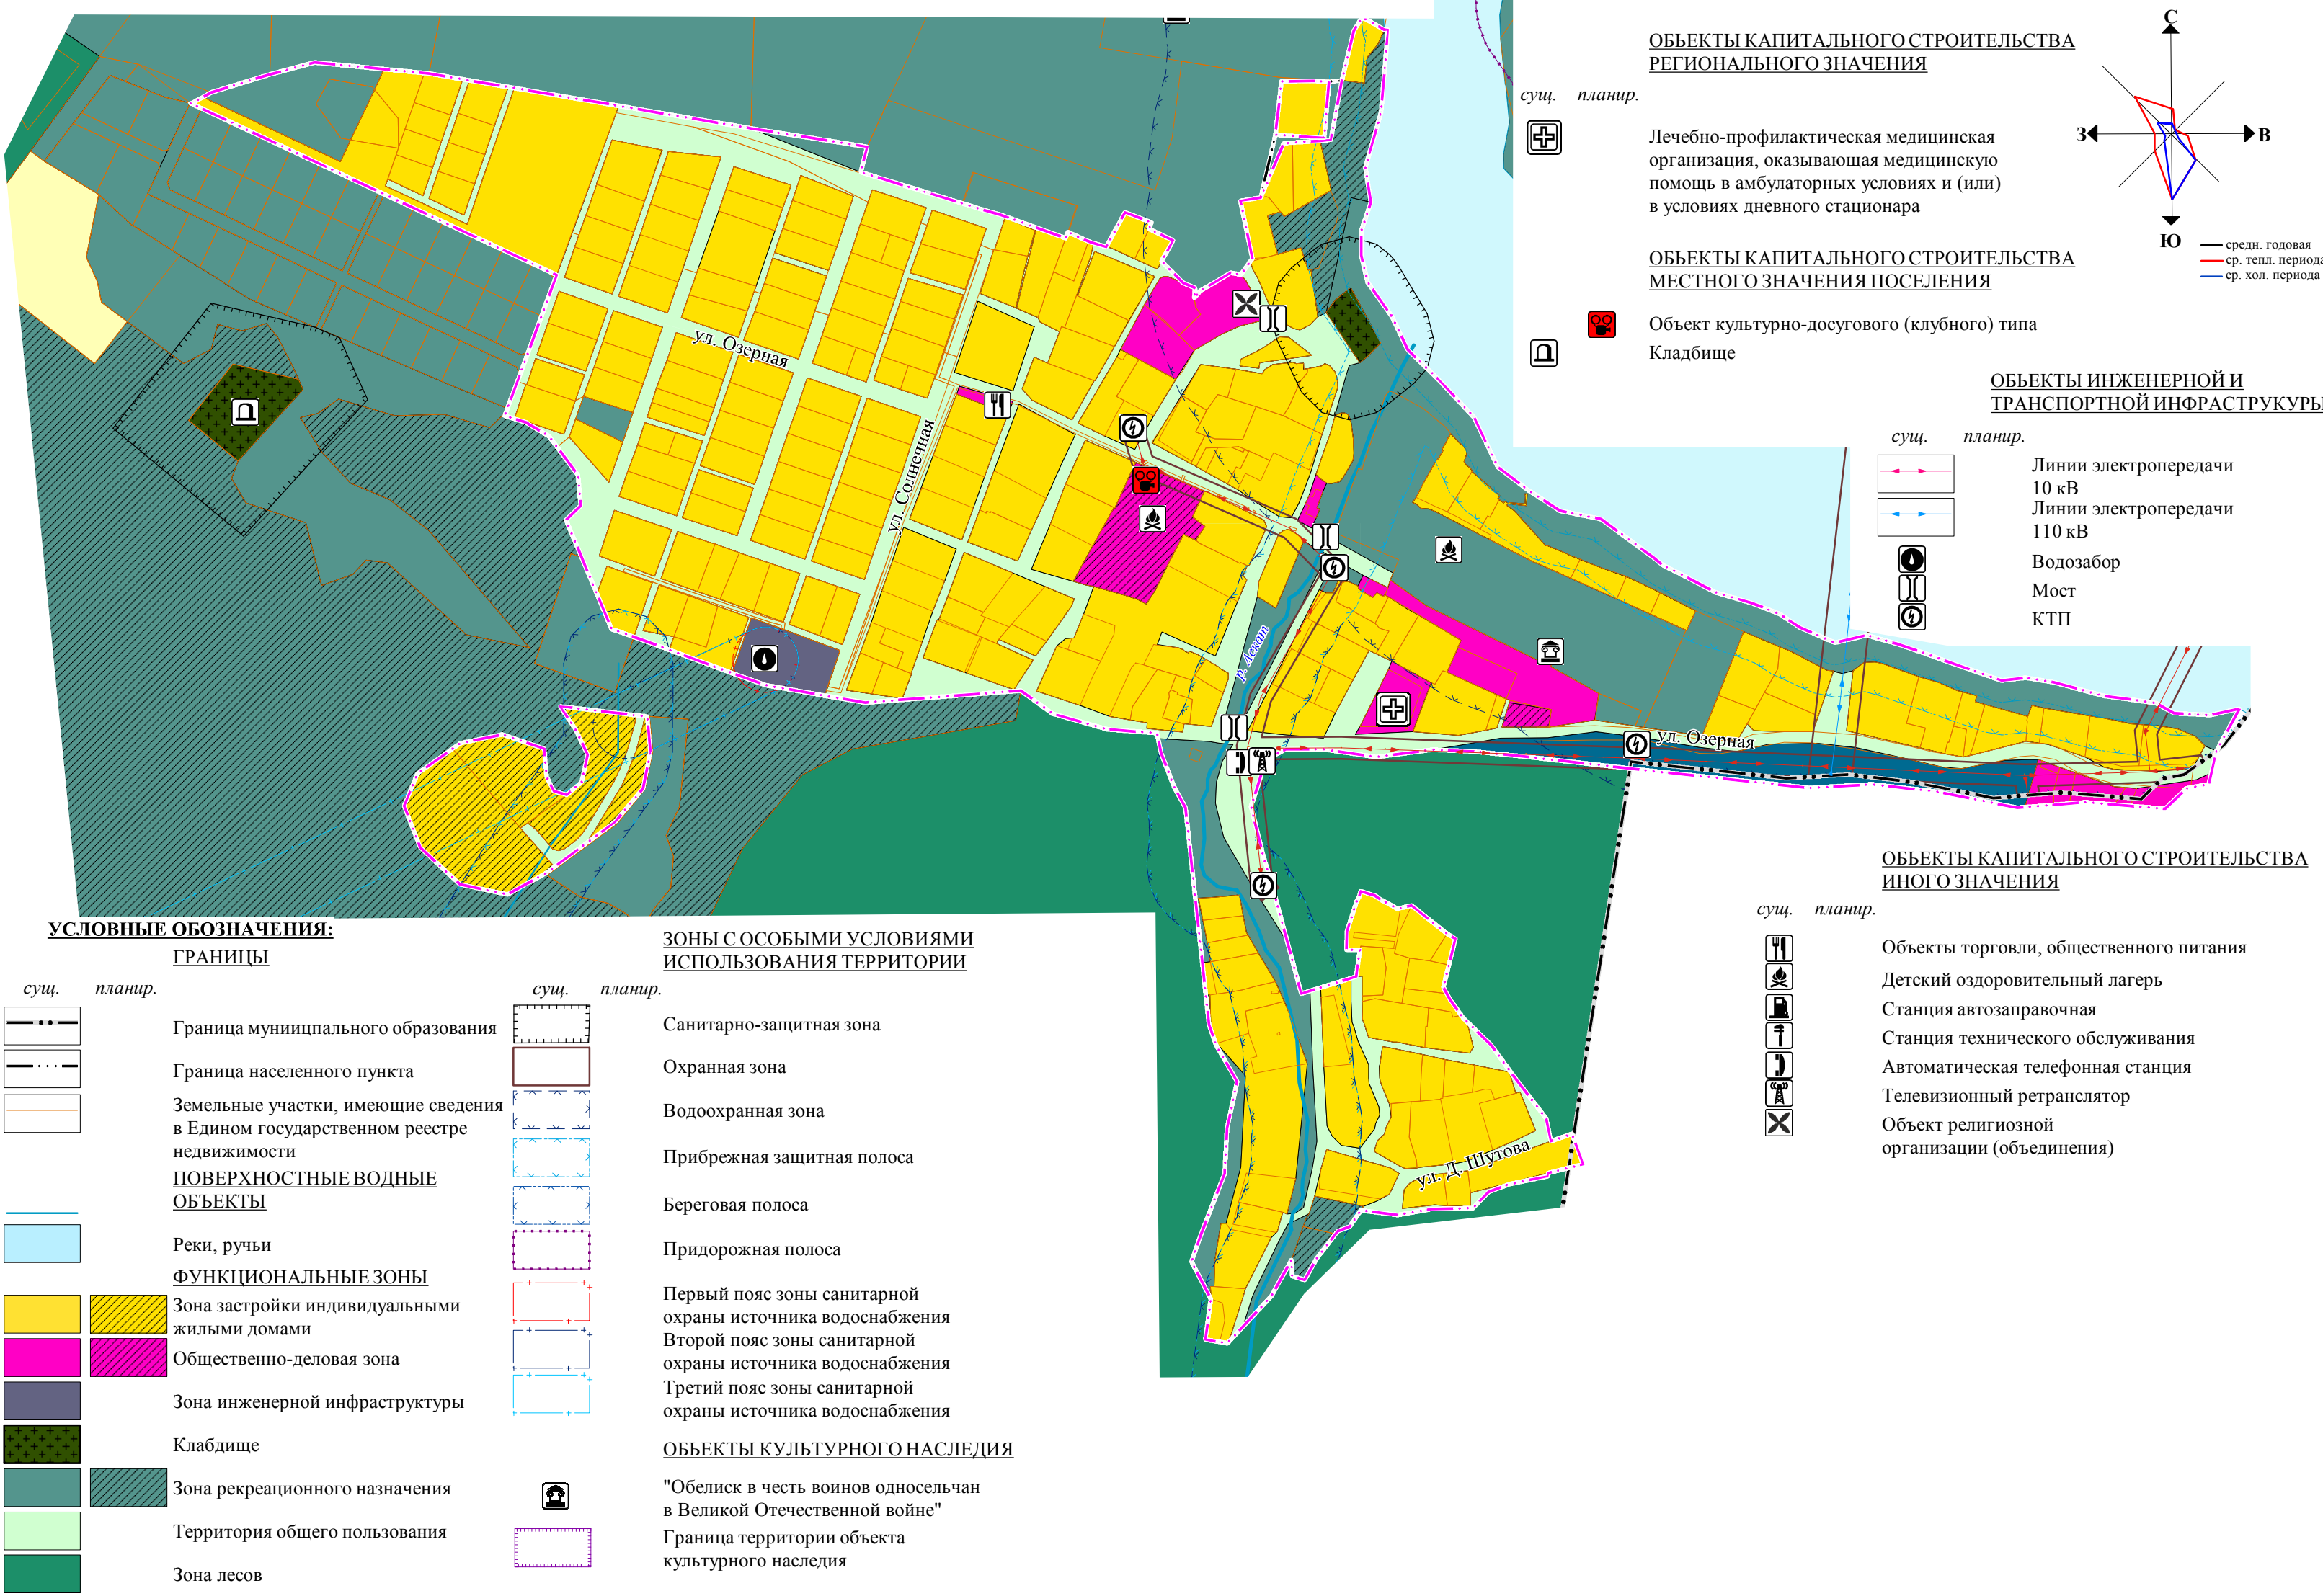 ОБЬЕКТЫ КАПИТАЛЬНОГО СТРОИТЕЛЬСТВА
РЕГИОНАЛЬНОГО ЗНАЧЕНИЯ
сущ. планир.
Лечебно-профилактическая медицинская
организация, оказывающая медицинскую
помощь в амбулаторных условиях и (или)
в условиях дневного стационара
С
З
В
Ю
средн. годовая
ср. тепл. периода
ср. хол. периода
ОБЬЕКТЫ КАПИТАЛЬНОГО СТРОИТЕЛЬСТВА
МЕСТНОГО ЗНАЧЕНИЯ ПОСЕЛЕНИЯ
Объект культурно-досугового (клубного) типа
Кладбище
ОБЬЕКТЫ ИНЖЕНЕРНОЙ И
ТРАНСПОРТНОЙ ИНФРАСТРУКУРЫ
сущ. планир.
Линии электропередачи
10 кВ
Линии электропередачи
110 кВ
Водозабор
Мост
КТП
ул. Озерная
ул. Солнечная
р. Аскат
ул. Озерная
ул. Д. Шутова
ОБЬЕКТЫ КАПИТАЛЬНОГО СТРОИТЕЛЬСТВА
ИНОГО ЗНАЧЕНИЯ
сущ. планир.
Объекты торговли, общественного питания
Детский оздоровительный лагерь
Станция автозаправочная
Станция технического обслуживания
Автоматическая телефонная станция
Телевизионный ретранслятор
Объект религиозной
организации (объединения)
УСЛОВНЫЕ ОБОЗНАЧЕНИЯ:
ГРАНИЦЫ
сущ. планир.
Граница муниицпального образования
Граница населенного пункта
Земельные участки, имеющие сведения
в Едином государственном реестре
недвижимости
ПОВЕРХНОСТНЫЕ ВОДНЫЕ
ОБЪЕКТЫ
Реки, ручьи
ФУНКЦИОНАЛЬНЫЕ ЗОНЫ
Зона застройки индивидуальными
жилыми домами
Общественно-деловая зона
Зона инженерной инфраструктуры
Клабдище
Зона рекреационного назначения
Территория общего пользования
Зона лесов
ЗОНЫ С ОСОБЫМИ УСЛОВИЯМИ
ИСПОЛЬЗОВАНИЯ ТЕРРИТОРИИ
сущ. планир.
Санитарно-защитная зона
Охранная зона
Водоохранная зона
Прибрежная защитная полоса
Береговая полоса
Придорожная полоса
Первый пояс зоны санитарной
охраны источника водоснабжения
Второй пояс зоны санитарной
охраны источника водоснабжения
Третий пояс зоны санитарной
охраны источника водоснабжения
ОБЬЕКТЫ КУЛЬТУРНОГО НАСЛЕДИЯ
"Обелиск в честь воинов односельчан
в Великой Отечественной войне"
Граница территории объекта
культурного наследия